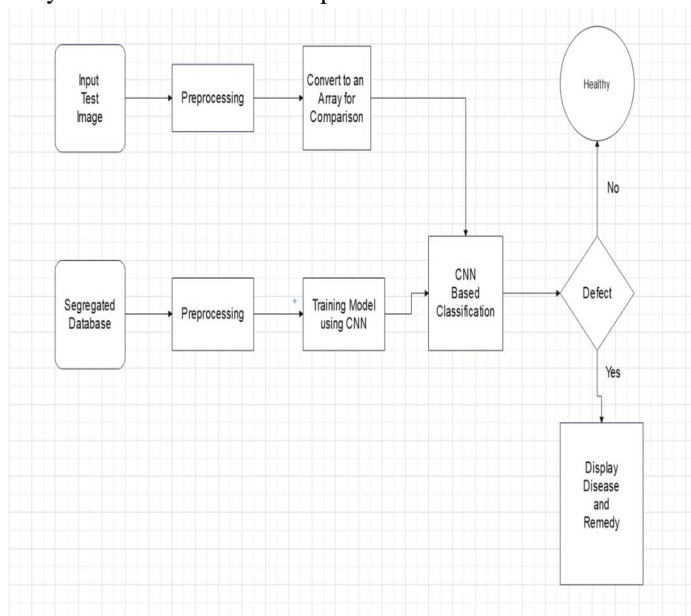 Input
Test
Image
Preprocessing
Convert to an
Array for
Comparison
Healthy
No
Segregated
Database
Preprocessing
Training Model
using CNN
CNN
Based
Classification
Defect
Yes
Display
Disease
and
Remedy